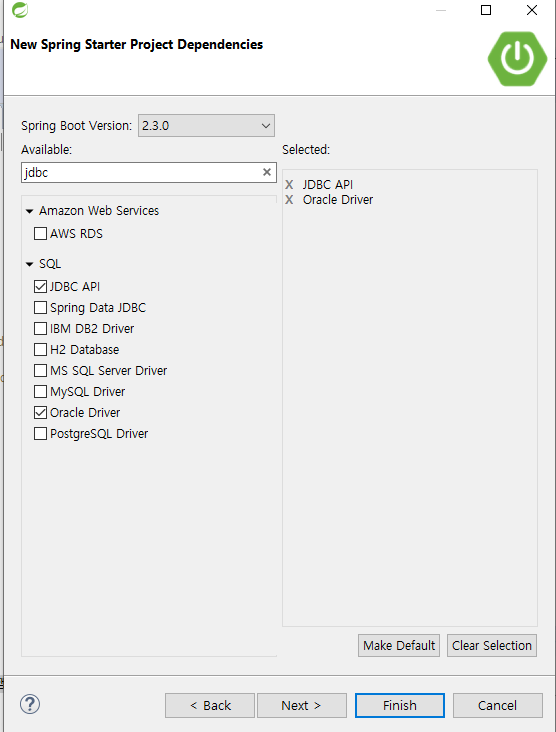 New Spring Starter Project Dependencies
Spring Boot Version: 2.3.0
Available:
Selected:
jdbc
Amazon Web Services
AWS RDS
SQL
JDBC API
Spring Data JDBC
IBM DB2 Driver
H2 Database
MS SQL Server Driver
MySQL Driver
Oracle Driver
PostgreSQL Driver
X JDBC API
X Oracle Driver
Make Default
Clear Selection
?
< Back
Next >
Finish
Cancel